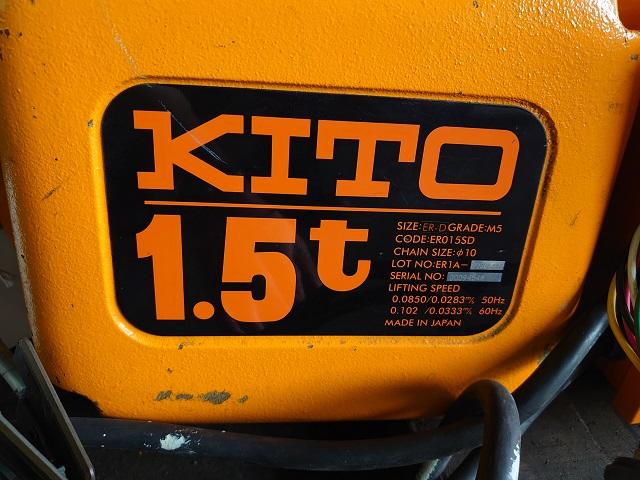 KITO
1.5t
SIZE:ER-D GRADE:M5
CODE:ER015SD
CHAIN SIZE:φ10
LOT NO:ER1A-
SERIAL NO:
LIFTING SPEED
0.0850/0.0283m/s 50Hz
0.102 /0.0333m/s 60Hz
MADE IN JAPAN